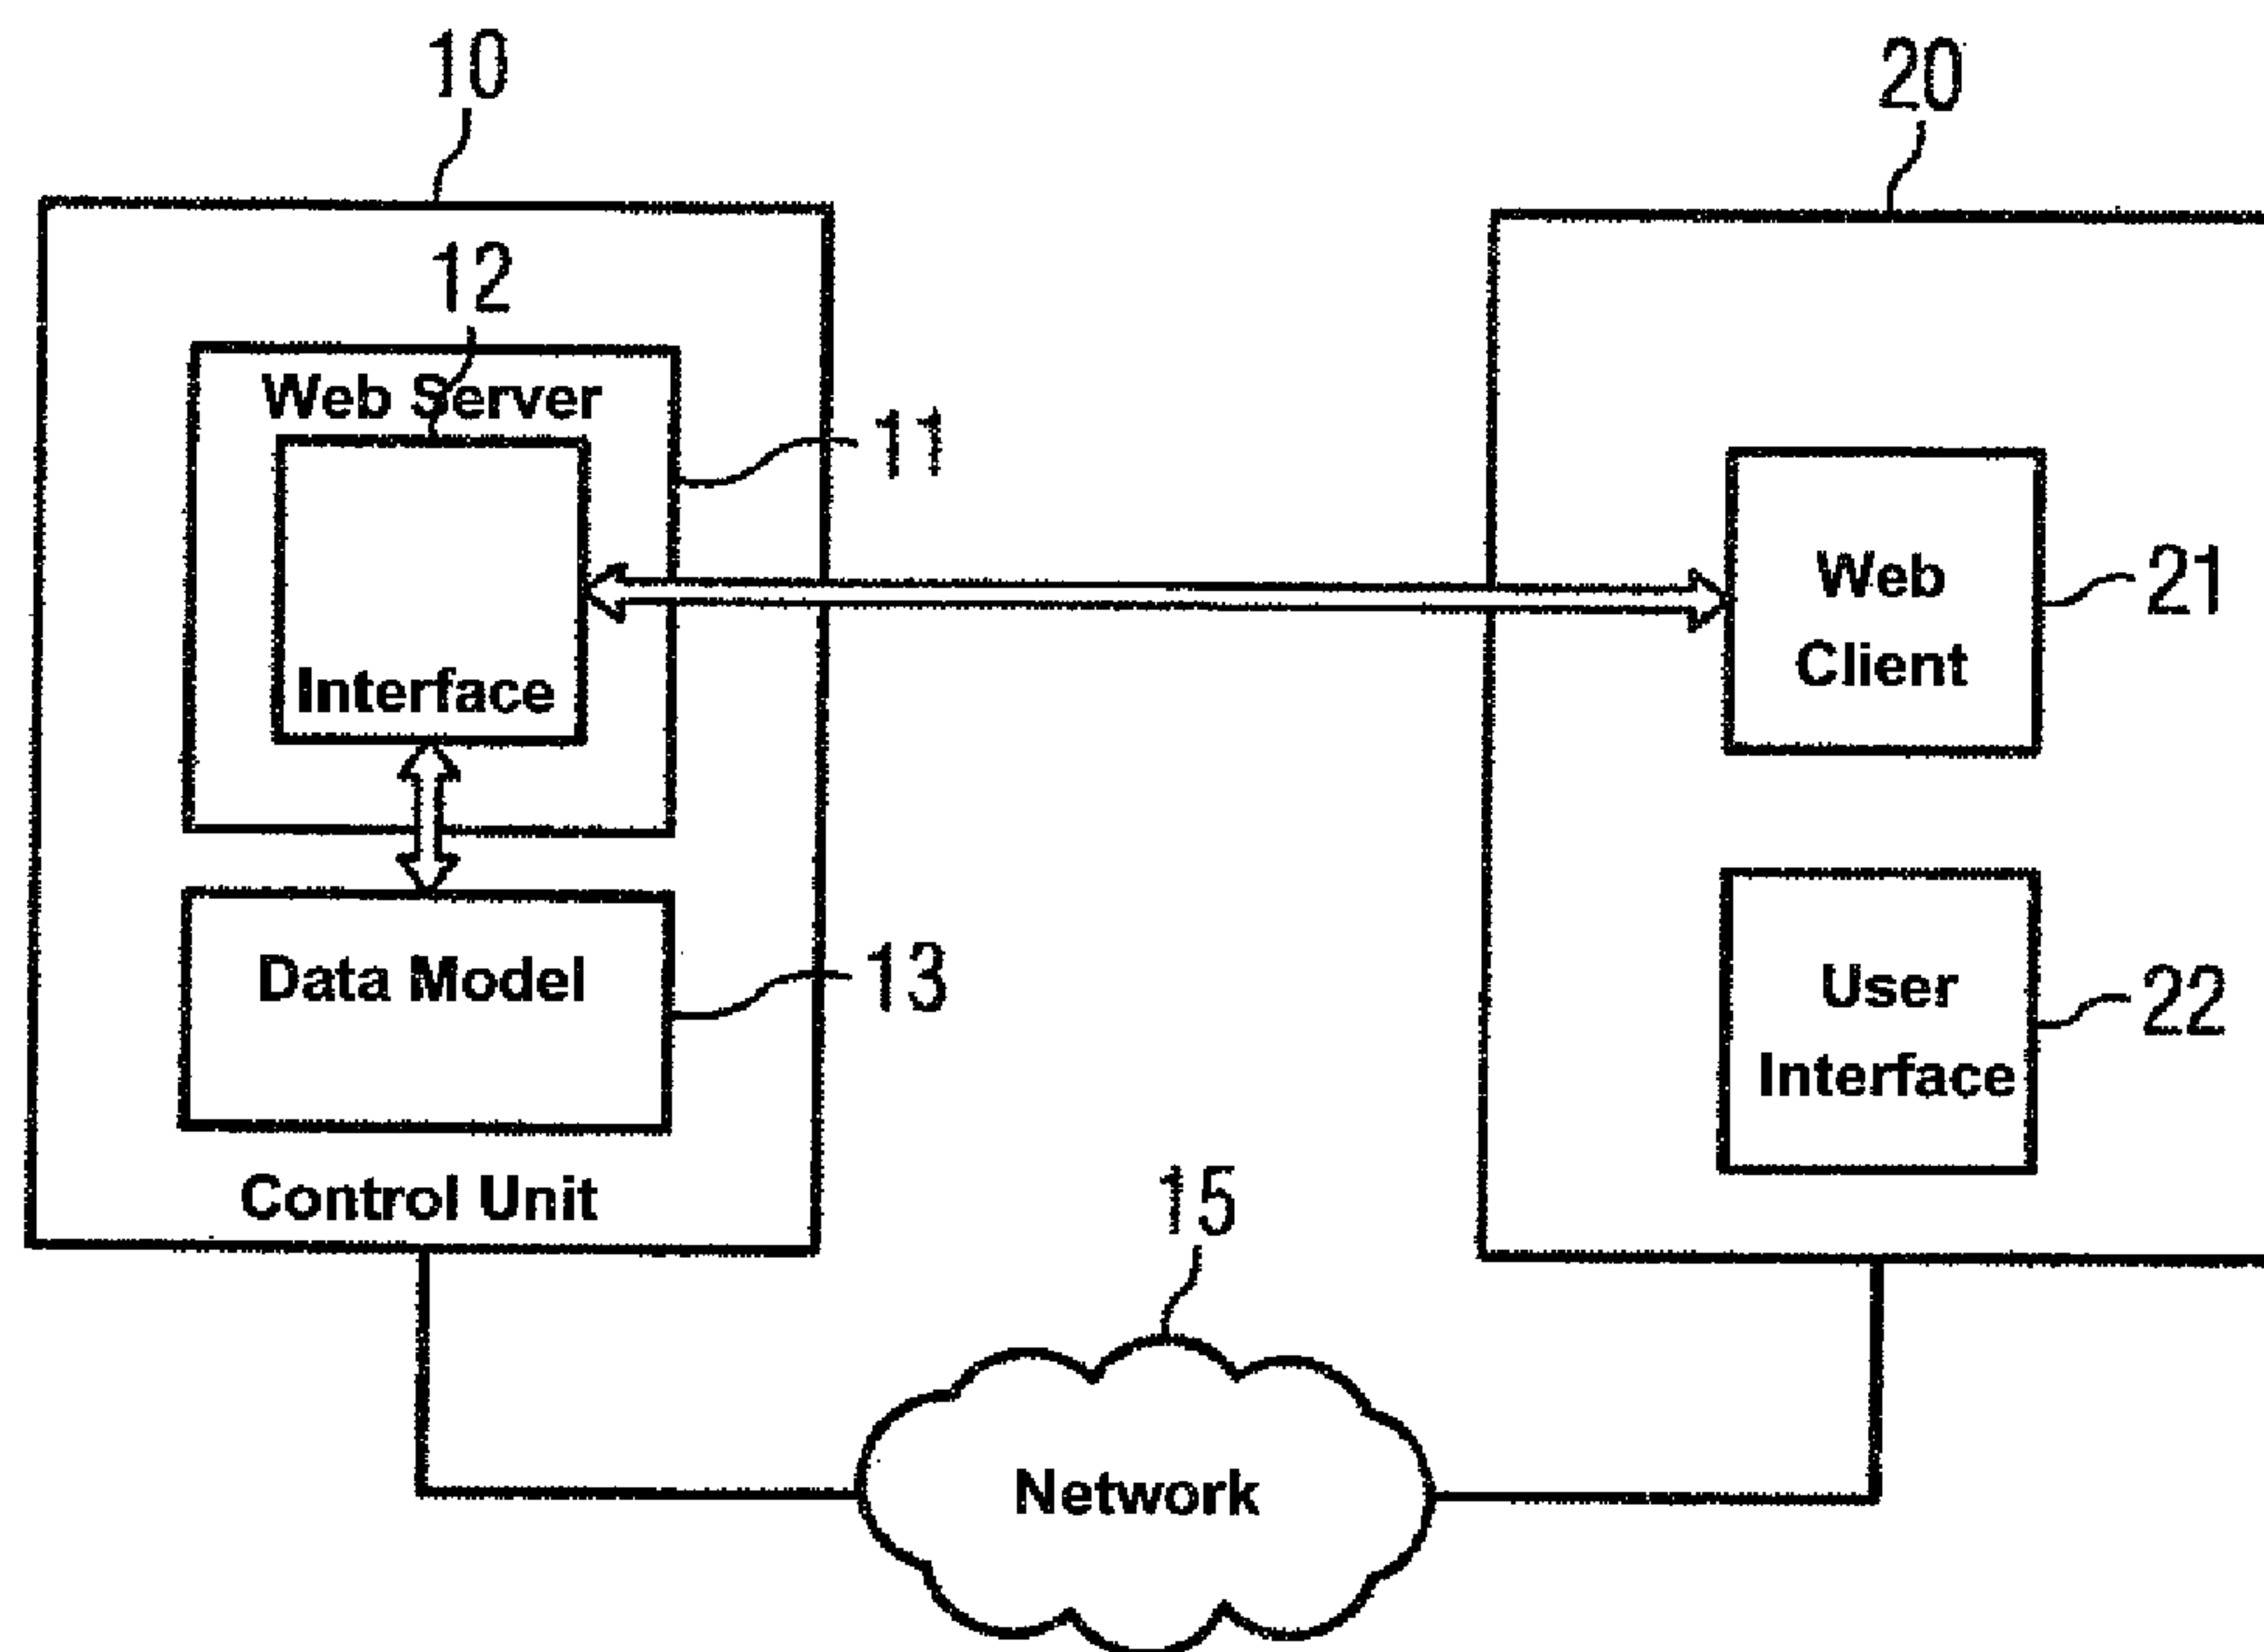 10
20
12
Web Server
11
Interface
Web
Client
21
Data Model
13
User
Interface
22
Control Unit
15
Network